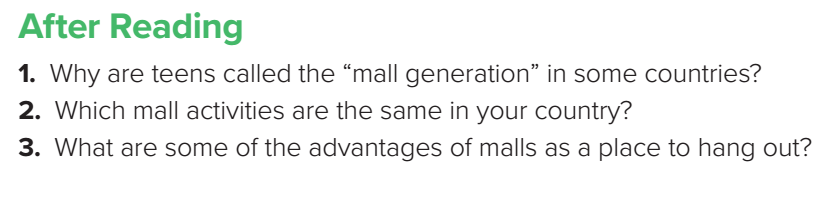 After Reading
1. Why are teens called the “mall generation” in some countries?
2. Which mall activities are the same in your country?
3. What are some of the advantages of malls as a place to hang out?